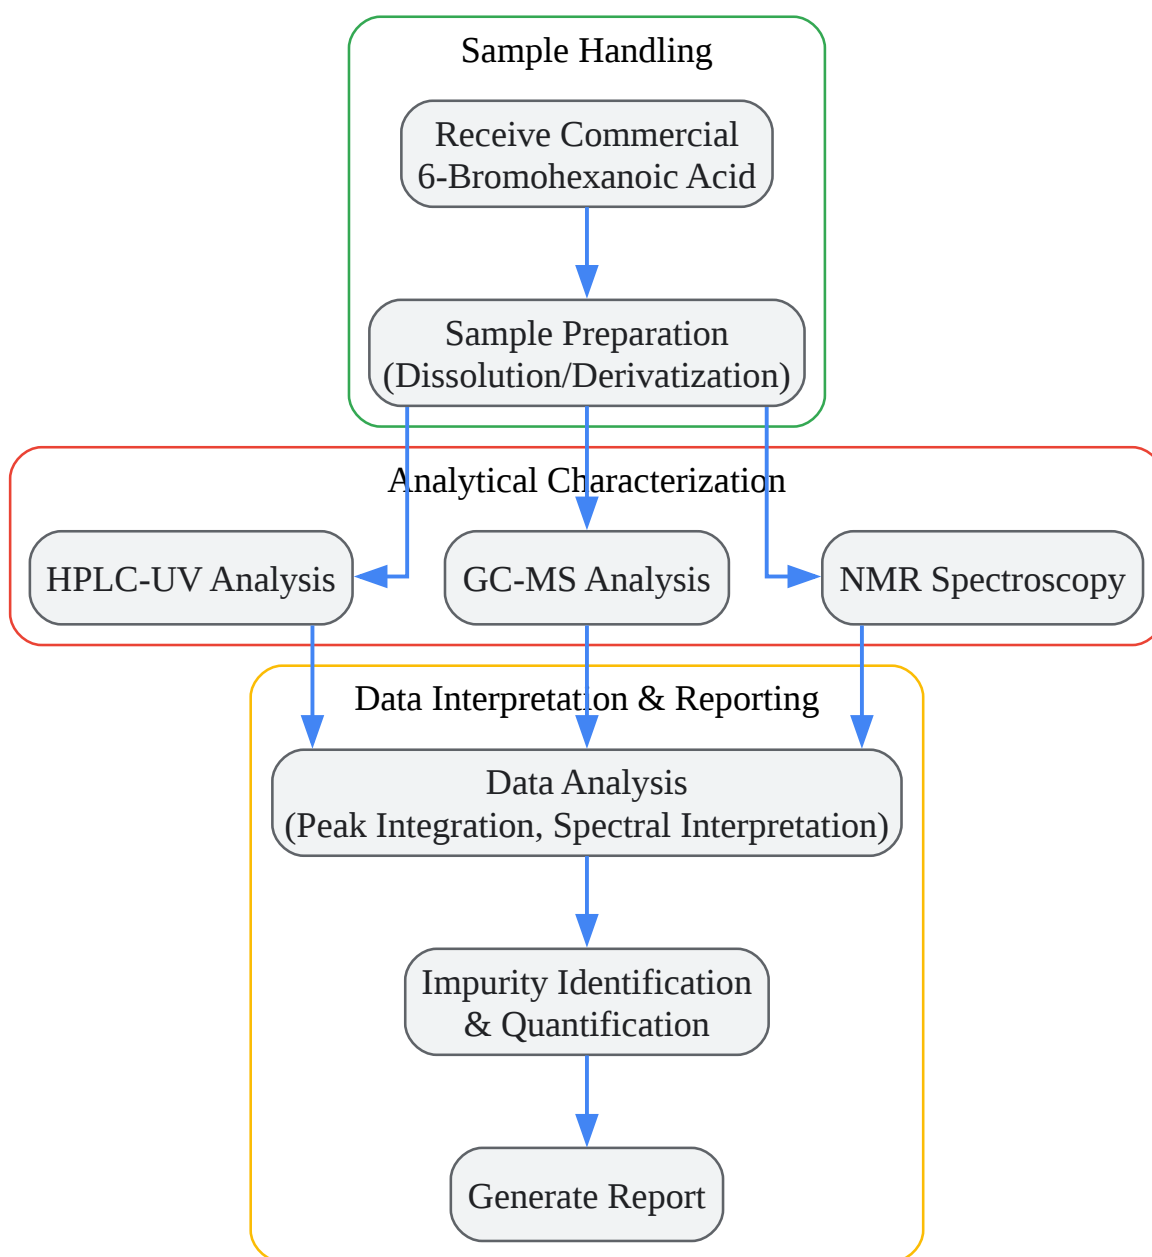 Sample Handling
Receive Commercial
6-Bromohexanoic Acid
Sample Preparation
(Dissolution/Derivatization)
Analytical Characterization
HPLC-UV Analysis
GC-MS Analysis
NMR Spectroscopy
Data Interpretation & Reporting
Data Analysis
(Peak Integration, Spectral Interpretation)
Impurity Identification
& Quantification
Generate Report